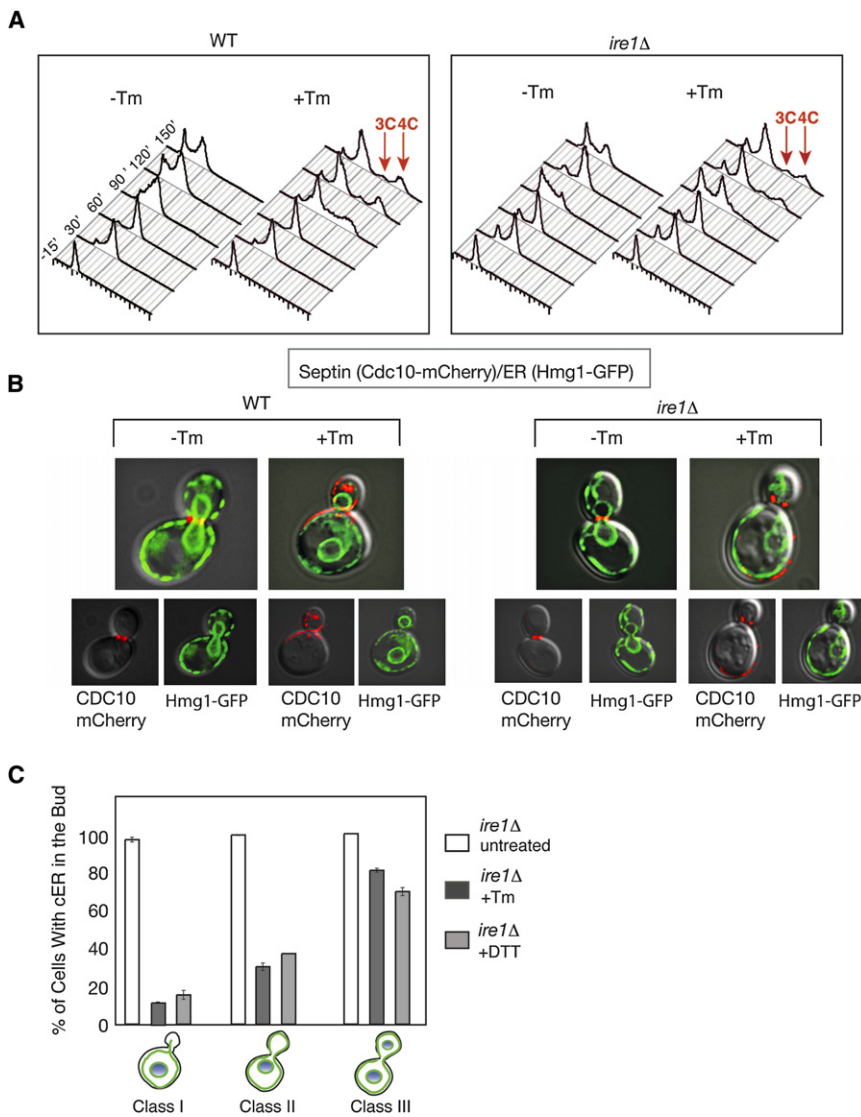 A
WT
ire1Δ
-Tm
+Tm
-Tm
+Tm
3C 4C
3C 4C
-15' 30' 60' 90' 120' 150'
Septin (Cdc10-mCherry)/ER (Hmg1-GFP)
B
WT
ire1Δ
-Tm
+Tm
-Tm
+Tm
CDC10 mCherry
Hmg1-GFP
CDC10 mCherry
Hmg1-GFP
CDC10 mCherry
Hmg1-GFP
CDC10 mCherry
Hmg1-GFP
C
% of Cells With cER in the Bud
100
80
60
40
20
0
Class I
Class II
Class III
ire1Δ
untreated
ire1Δ
+Tm
ire1Δ
+DTT